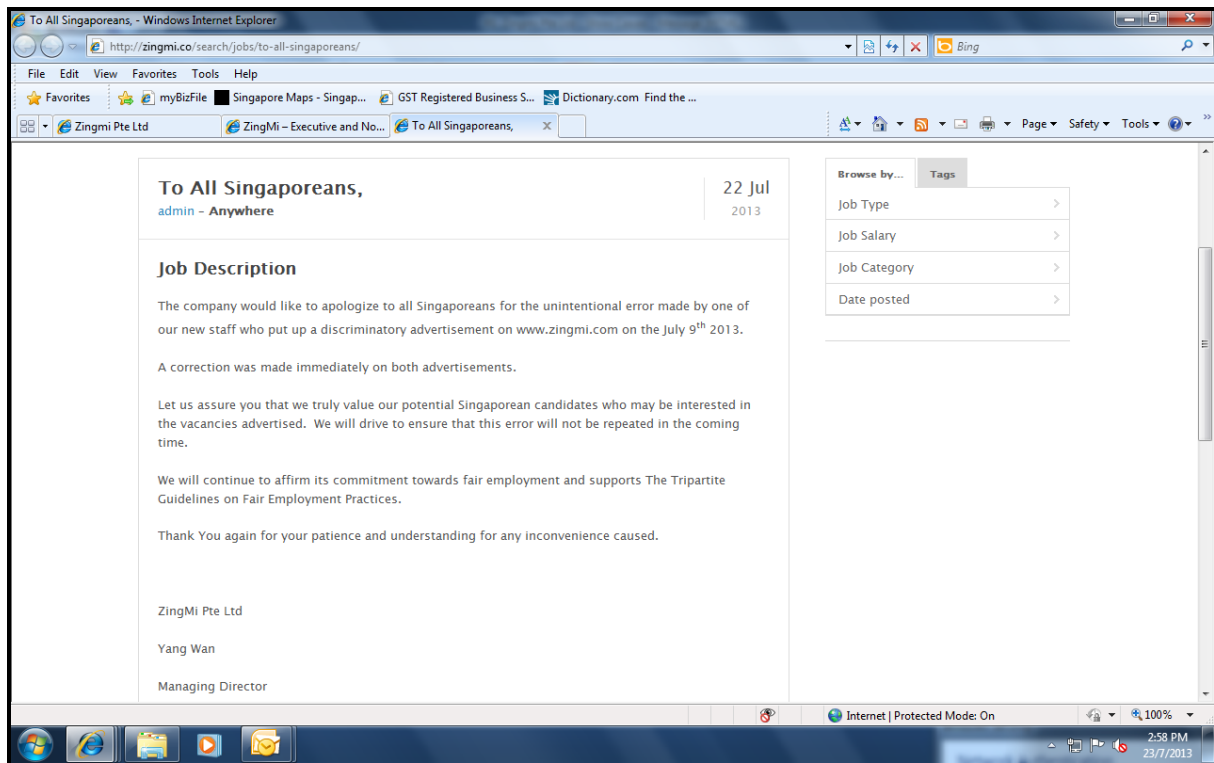 To All Singaporeans, - Windows Internet Explorer
http://zingmi.co/search/jobs/to-all-singaporeans/
Bing
File Edit View Favorites Tools Help
Favorites myBizFile Singapore Maps - Singap... GST Registered Business S... Dictionary.com Find the ...
Zingmi Pte Ltd ZingMi – Executive and No... To All Singaporeans, x Page Safety Tools »
To All Singaporeans,
admin – Anywhere
22 Jul
2013
Job Description
The company would like to apologize to all Singaporeans for the unintentional error made by one of
our new staff who put up a discriminatory advertisement on www.zingmi.com on the July 9th 2013.
A correction was made immediately on both advertisements.
Let us assure you that we truly value our potential Singaporean candidates who may be interested in
the vacancies advertised. We will drive to ensure that this error will not be repeated in the coming
time.
We will continue to affirm its commitment towards fair employment and supports The Tripartite
Guidelines on Fair Employment Practices.
Thank You again for your patience and understanding for any inconvenience caused.
ZingMi Pte Ltd
Yang Wan
Managing Director
Browse by... Tags
Job Type
Job Salary
Job Category
Date posted
Internet | Protected Mode: On 100%
2:58 PM
23/7/2013